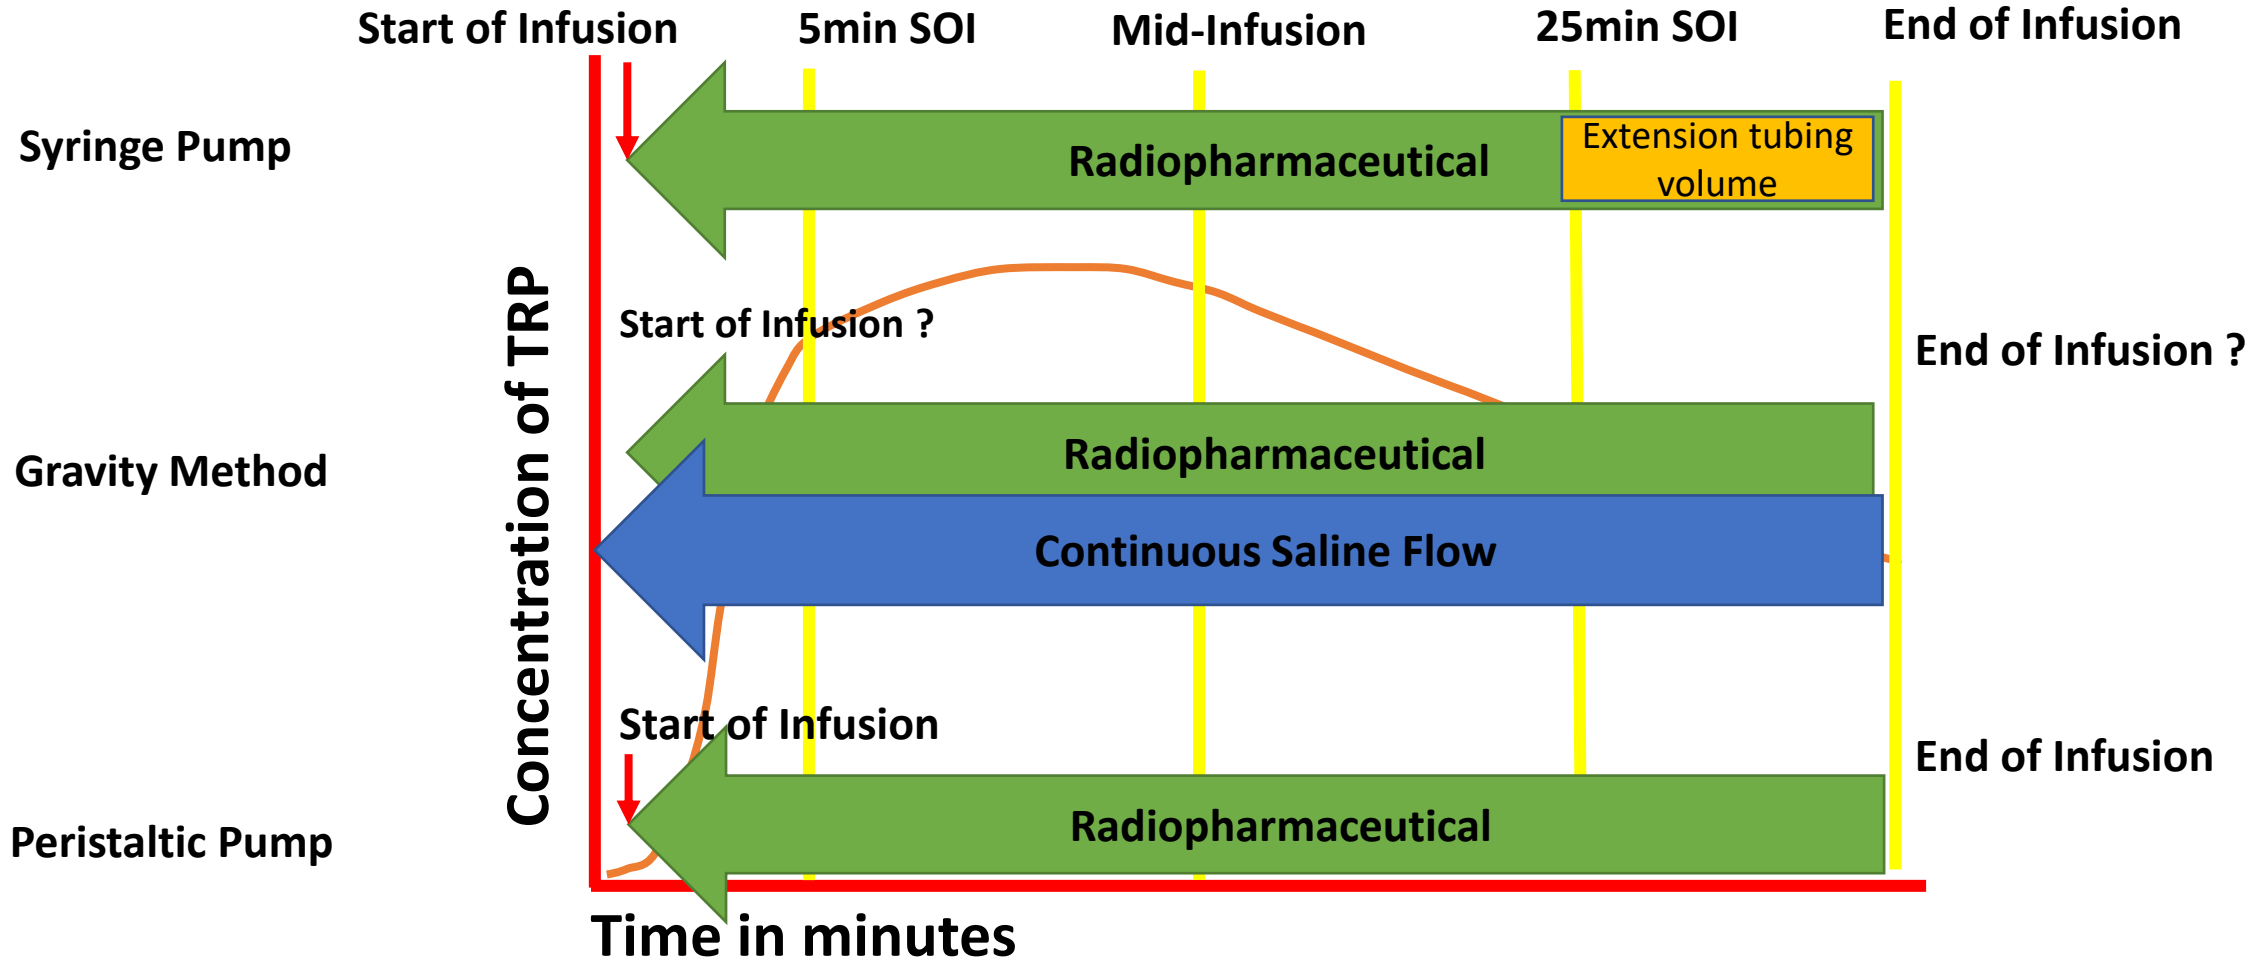 Start of Infusion
5min SOI
Mid-Infusion
25min SOI
End of Infusion
Syringe Pump
Radiopharmaceutical
Extension tubing
volume
Concentration of TRP
Start of Infusion ?
End of Infusion ?
Gravity Method
Radiopharmaceutical
Continuous Saline Flow
Start of Infusion
End of Infusion
Peristaltic Pump
Radiopharmaceutical
Time in minutes